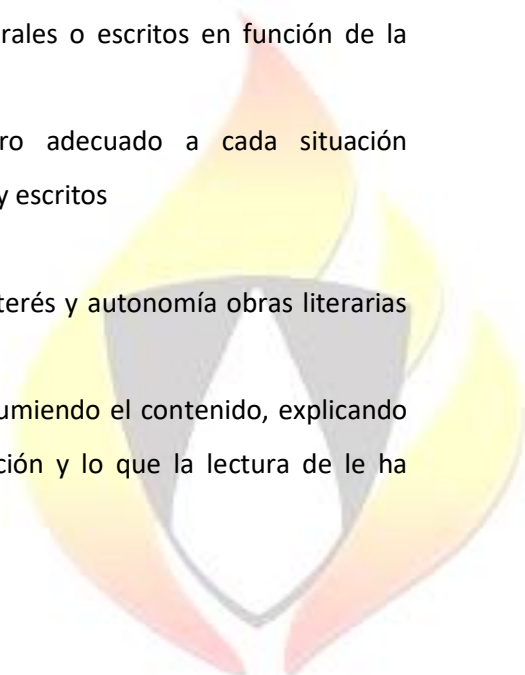 rales o escritos en función de la
ro adecuado a cada situación
y escritos
terés y autonomía obras literarias
umiendo el contenido, explicando
ción y lo que la lectura de le ha